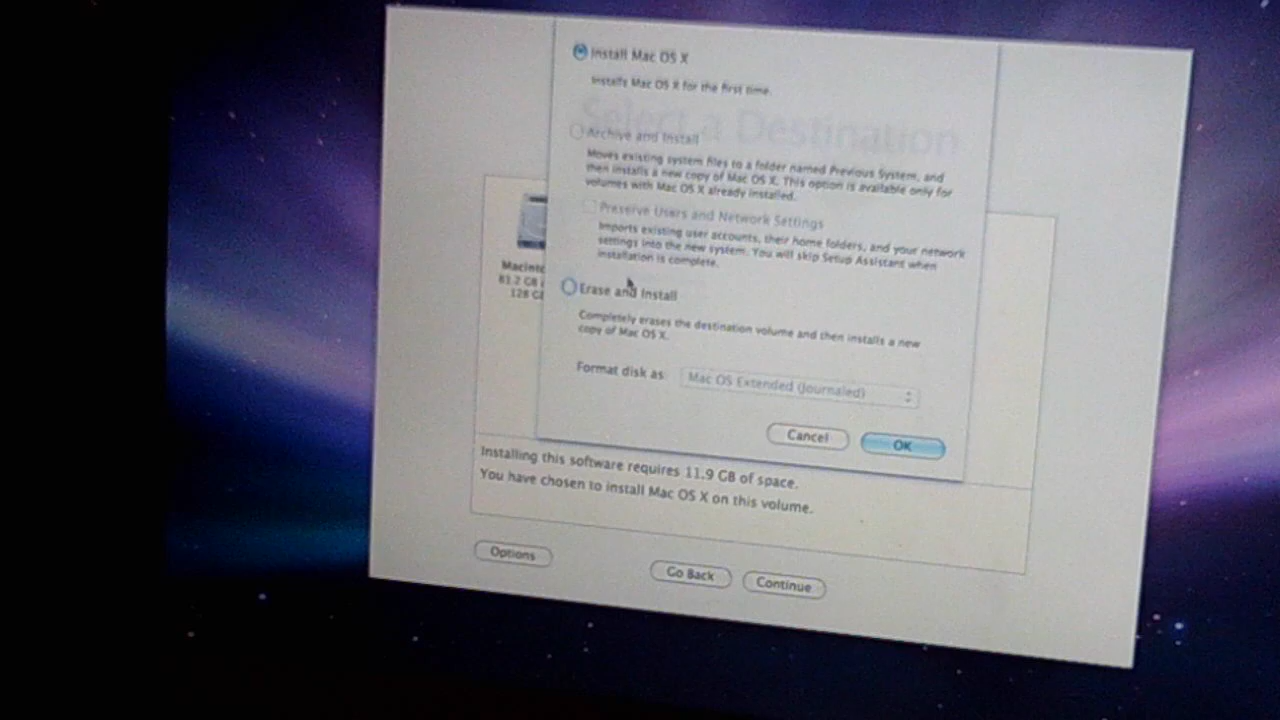 Install Mac OS X
Installs Mac OS X for the first time.
Select a Destination
Archive and Install
Moves existing system files to a folder named Previous System, and
then installs a new copy of Mac OS X. This option is available only for
volumes with Mac OS X already installed.
Preserve Users and Network Settings
Imports existing user accounts, their home folders, and your network
settings into the new system. You will skip Setup Assistant when
installation is complete.
Macinto
128 G
Erase and Install
Completely erases the destination volume and then installs a new
copy of Mac OS X.
Format disk as:
Mac OS Extended (Journaled)
Cancel
OK
Installing this software requires 11.9 GB of space.
You have chosen to install Mac OS X on this volume.
Options
Go Back
Continue